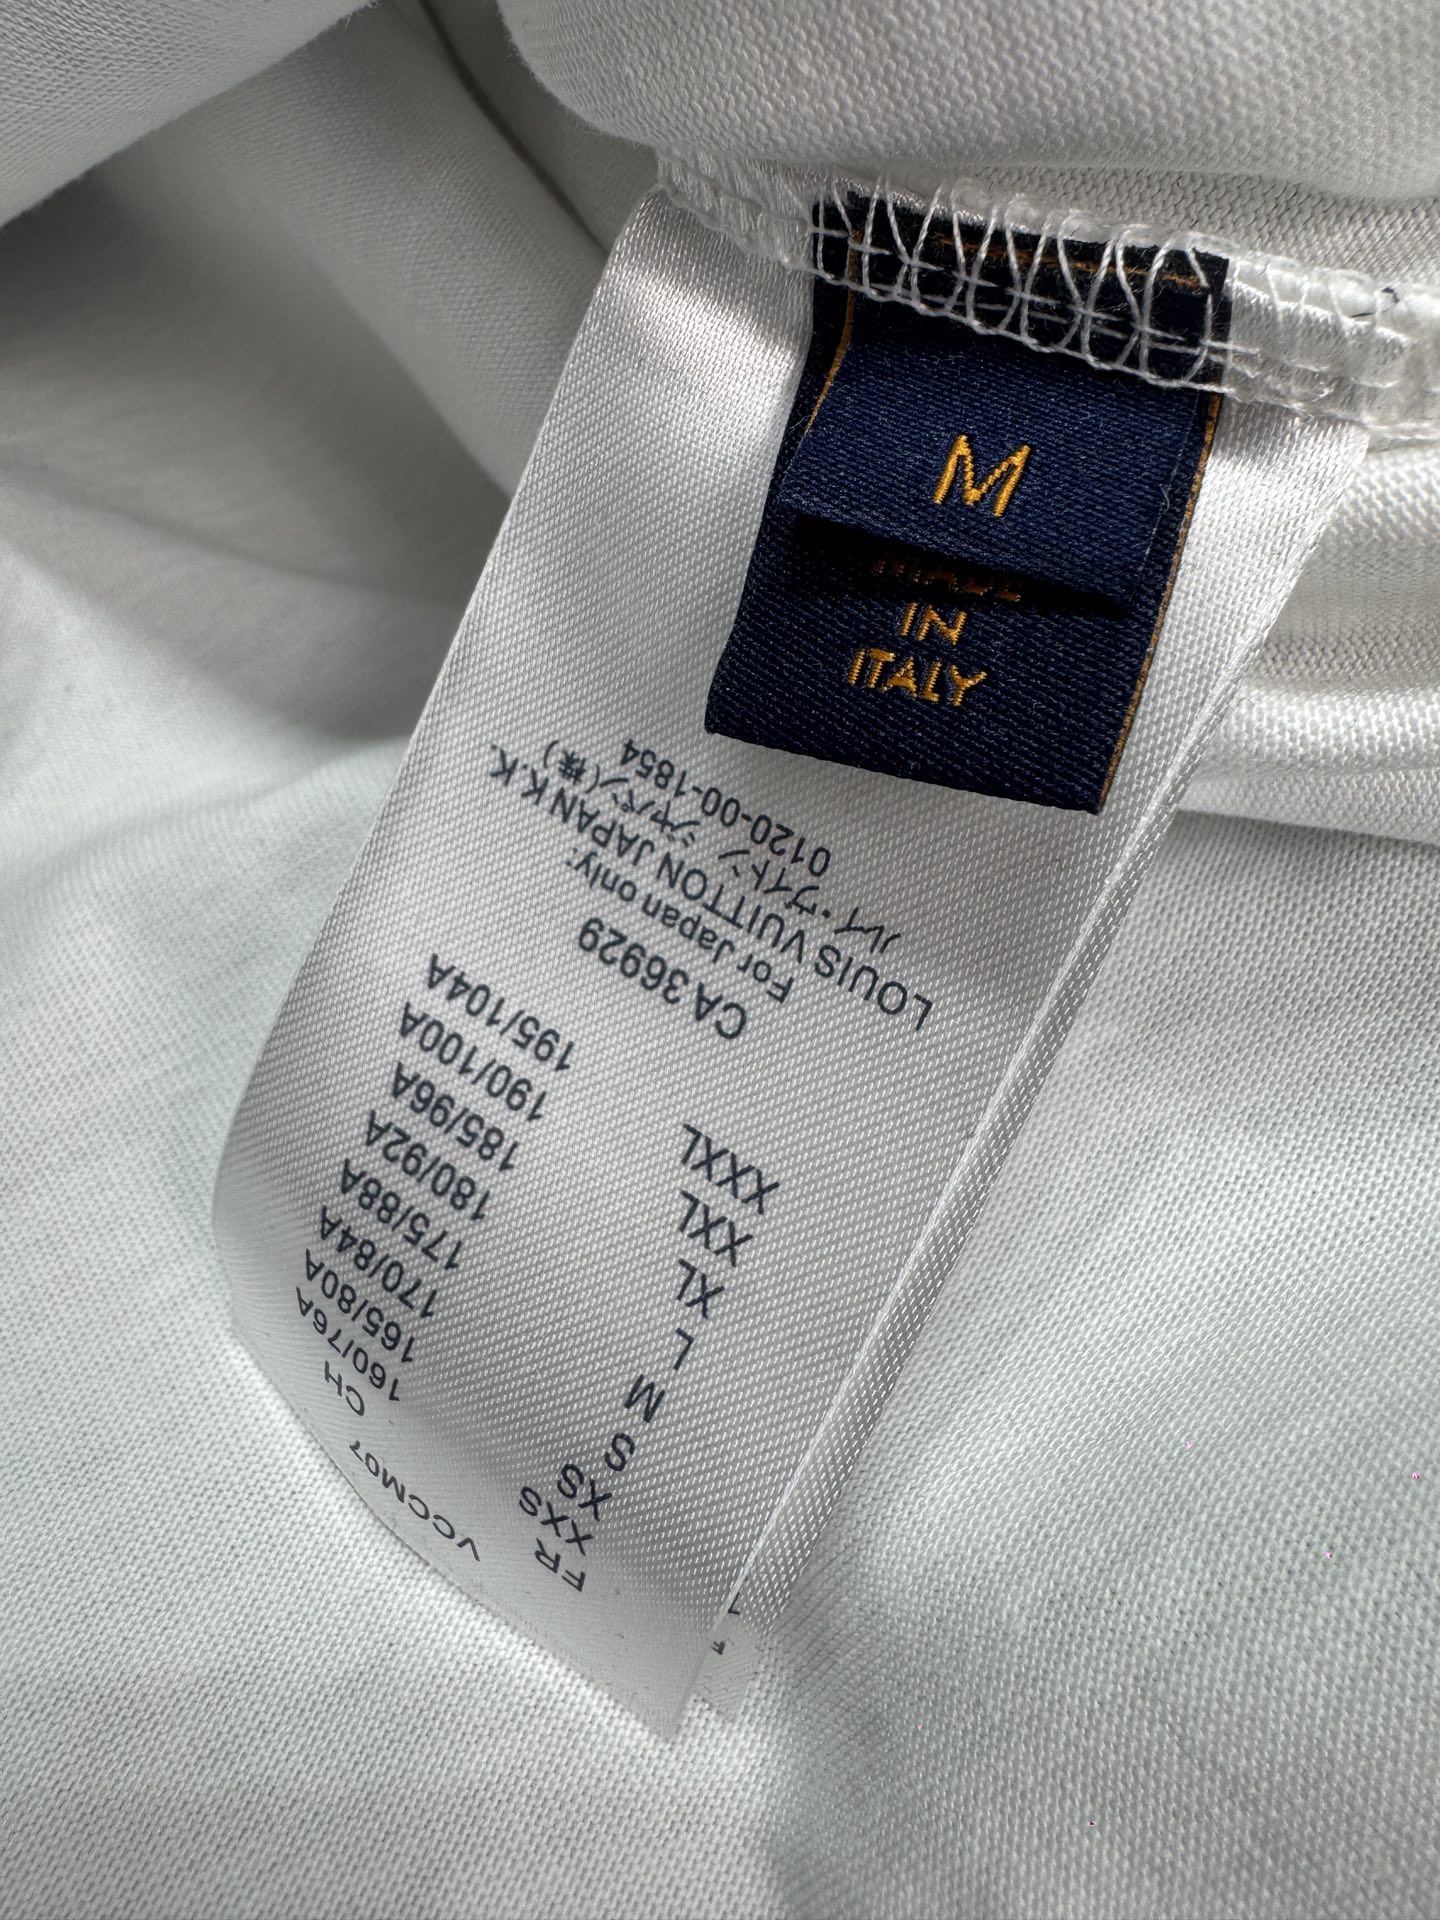 M
MADE
IN
ITALY
VCCCM07
FR CH
XXS 160/76A
XS 165/80A
S 170/84A
M 175/88A
L 180/92A
XL 185/96A
XXL 190/100A
XXXL 195/104A
CA 36929
For Japan only:
LOUIS VUITTON JAPAN K.K.
ルイ・ヴィトン ジャパン(株)
0120-00-1854